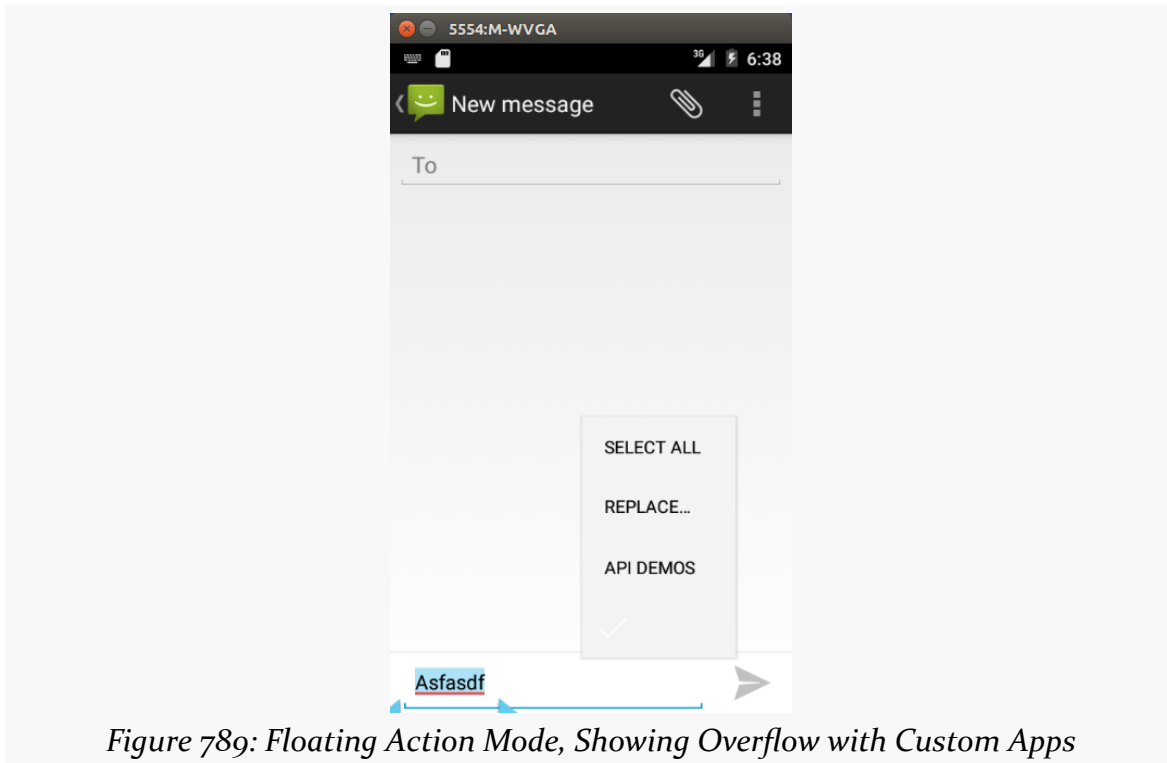 5554:M-WVGA
3G 6:38
New message
To
SELECT ALL
REPLACE...
API DEMOS
Asfasdf
Figure 789: Floating Action Mode, Showing Overflow with Custom Apps